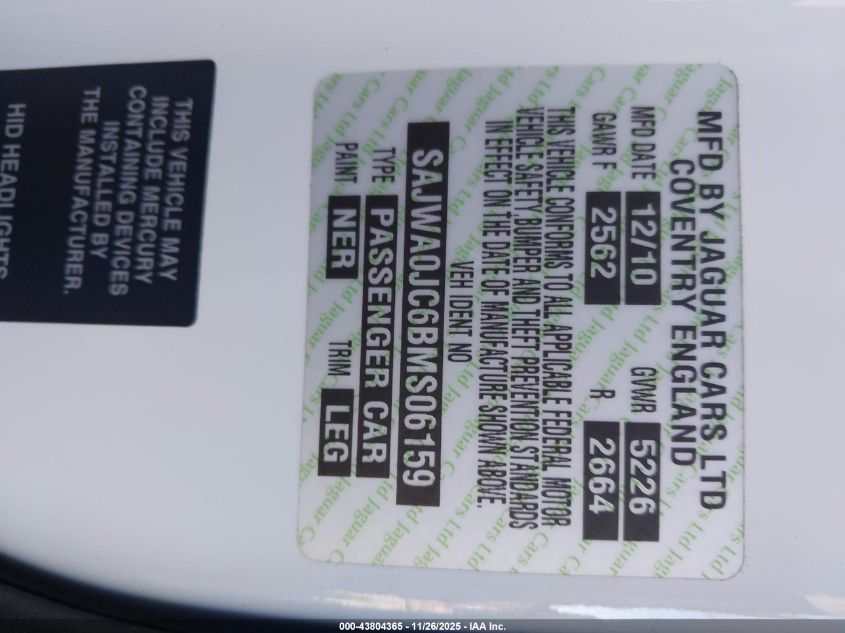 MFD BY JAGUAR CARS LTD
COVENTRY ENGLAND
MFD DATE 12/10 GVWR 5226
GAWR F 2562 R 2664
THIS VEHICLE CONFORMS TO ALL APPLICABLE FEDERAL MOTOR
VEHICLE SAFETY BUMPER AND THEFT PREVENTION STANDARDS
IN EFFECT ON THE DATE OF MANUFACTURE SHOWN ABOVE.
VEH IDENT NO
SAJWA0JC6BMS06159
TYPE PASSENGER CAR
PAINT NER TRIM LEG
THIS VEHICLE MAY
INCLUDE MERCURY
CONTAINING DEVICES
INSTALLED BY
THE MANUFACTURER.
HID HEADLIGHTS
000-43804365 - 11/26/2025 - IAA Inc.